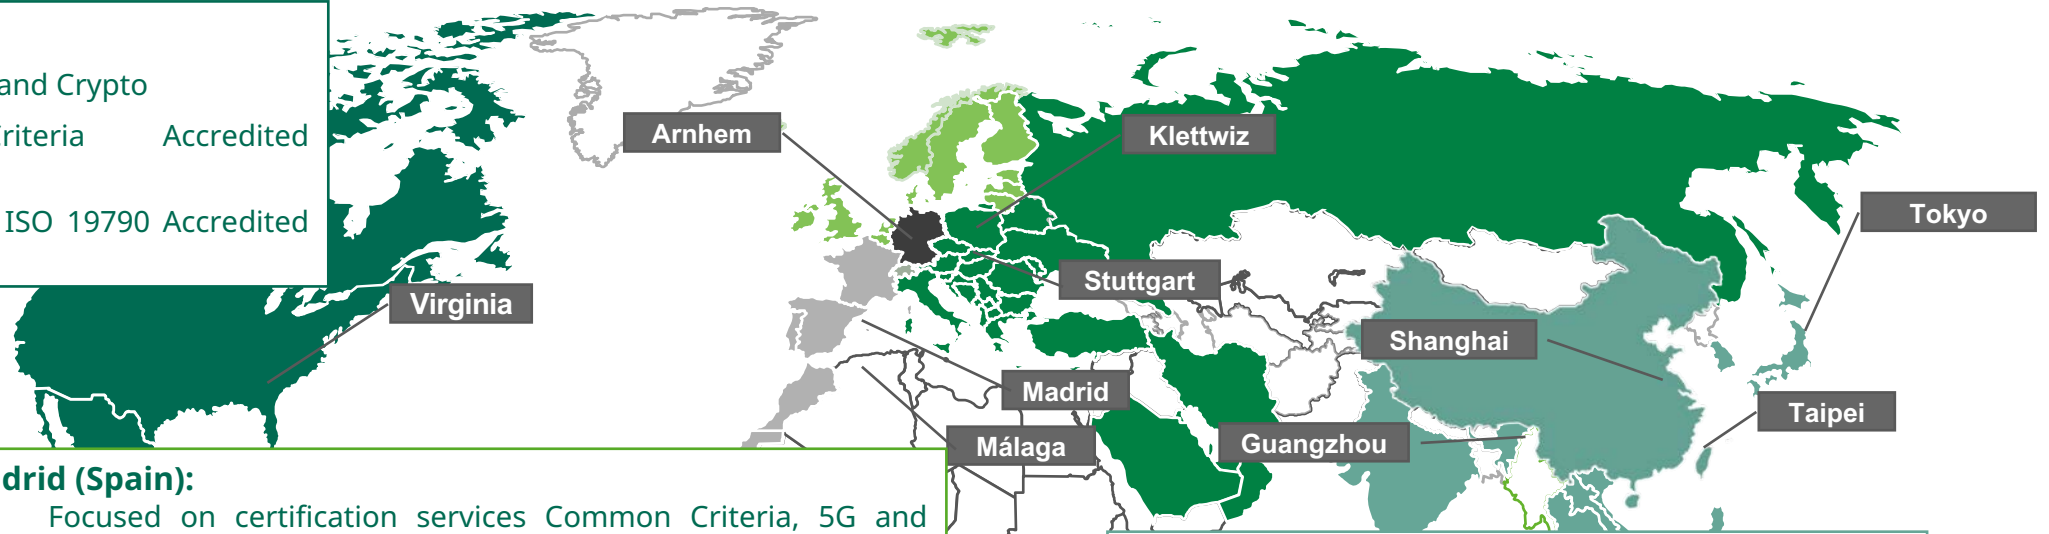 and Crypto
Criteria Accredited
ISO 19790 Accredited
Arnhem
Klettwiz
Tokyo
Stuttgart
Virginia
Shanghai
Madrid
Taipei
Málaga
Guangzhou
drid (Spain):
Focused on certification services Common Criteria, 5G and